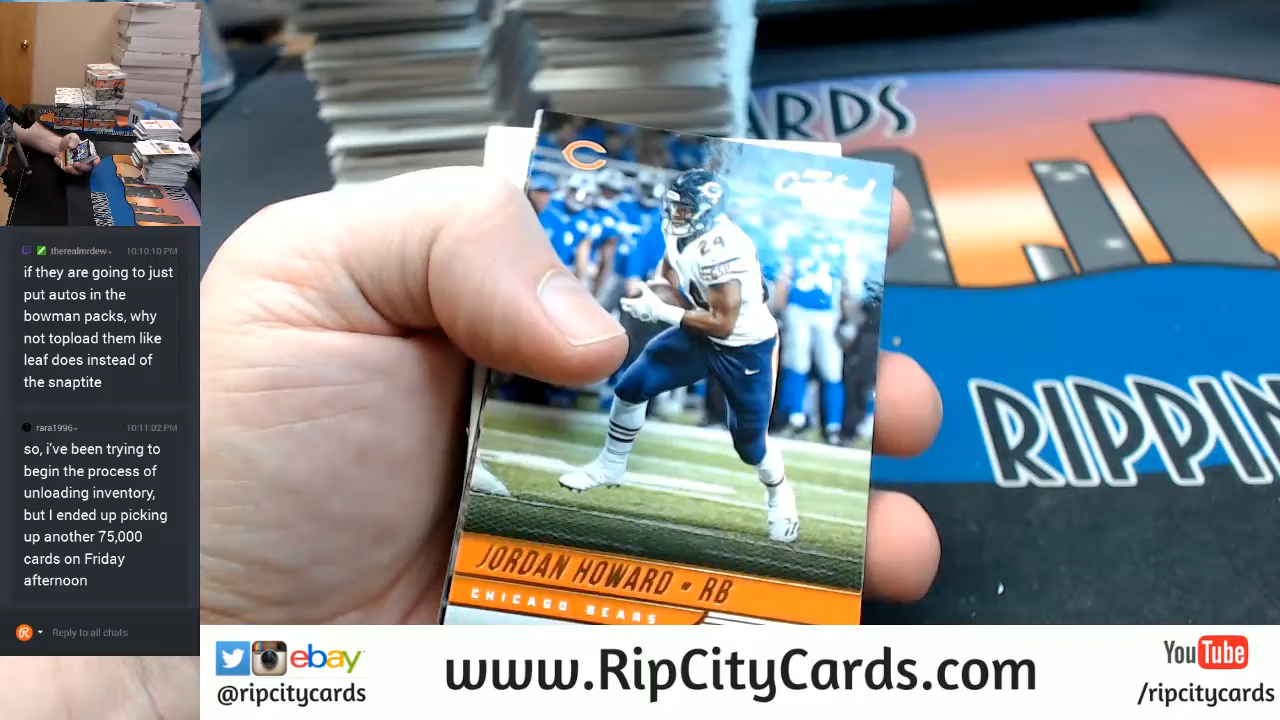 therealmrdew 10:10:10 PM
if they are going to just
put autos in the
bowman packs, why
not topload them like
leaf does instead of
the snaptite
rara1996 10:11:02 PM
so, i've been trying to
begin the process of
unloading inventory,
but I ended up picking
up another 75,000
cards on Friday
afternoon
Reply to all chats
ARDS
RIPPIN
C
24
JORDAN HOWARD • RB
CHICAGO BEARS
ebay
@ripcitycards
www.RipCityCards.com
YouTube
/ripcitycards